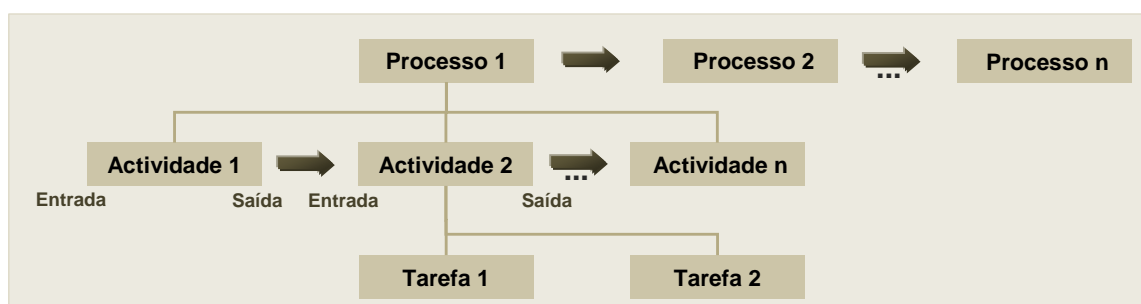 Processo 1
Processo 2
...
Processo n
Actividade 1
Actividade 2
...
Actividade n
Entrada
Saída
Entrada
Saída
Tarefa 1
Tarefa 2